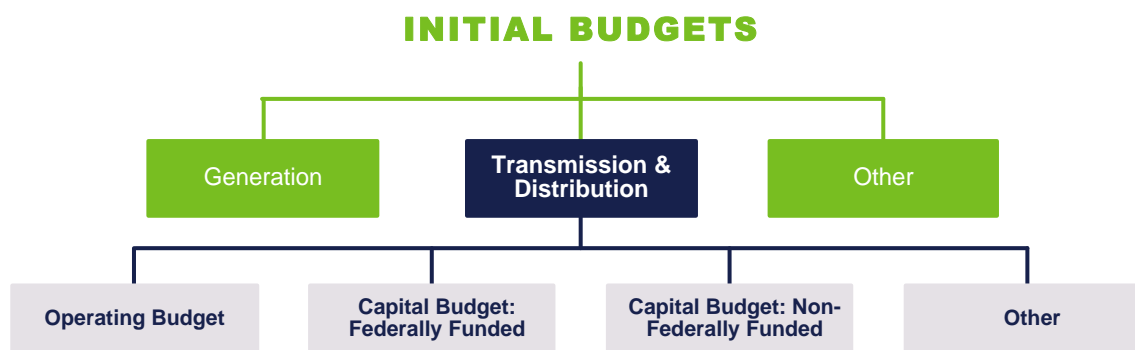 INITIAL BUDGETS
Generation
Transmission &
Distribution
Other
Operating Budget
Capital Budget:
Federally Funded
Capital Budget: Non-
Federally Funded
Other